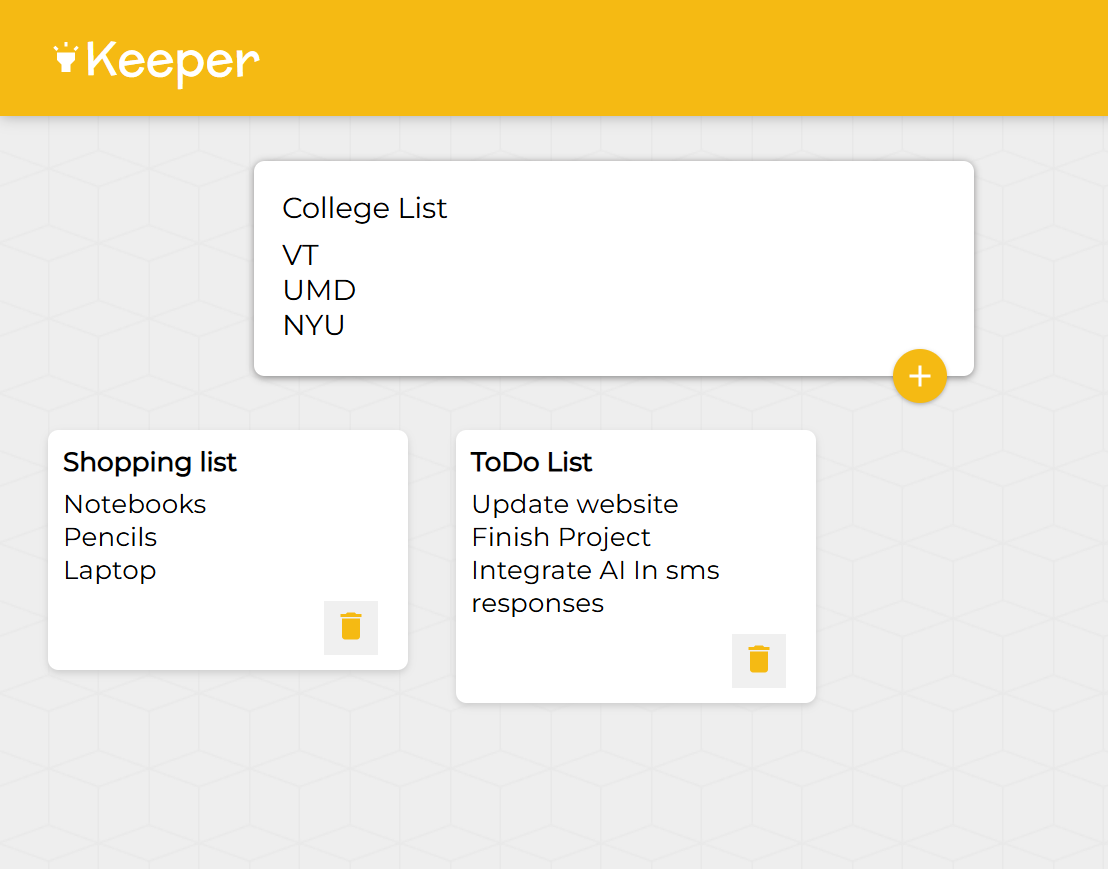 Keeper
College List
VT
UMD
NYU
Shopping list
Notebooks
Pencils
Laptop
ToDo List
Update website
Finish Project
Integrate AI In sms
responses